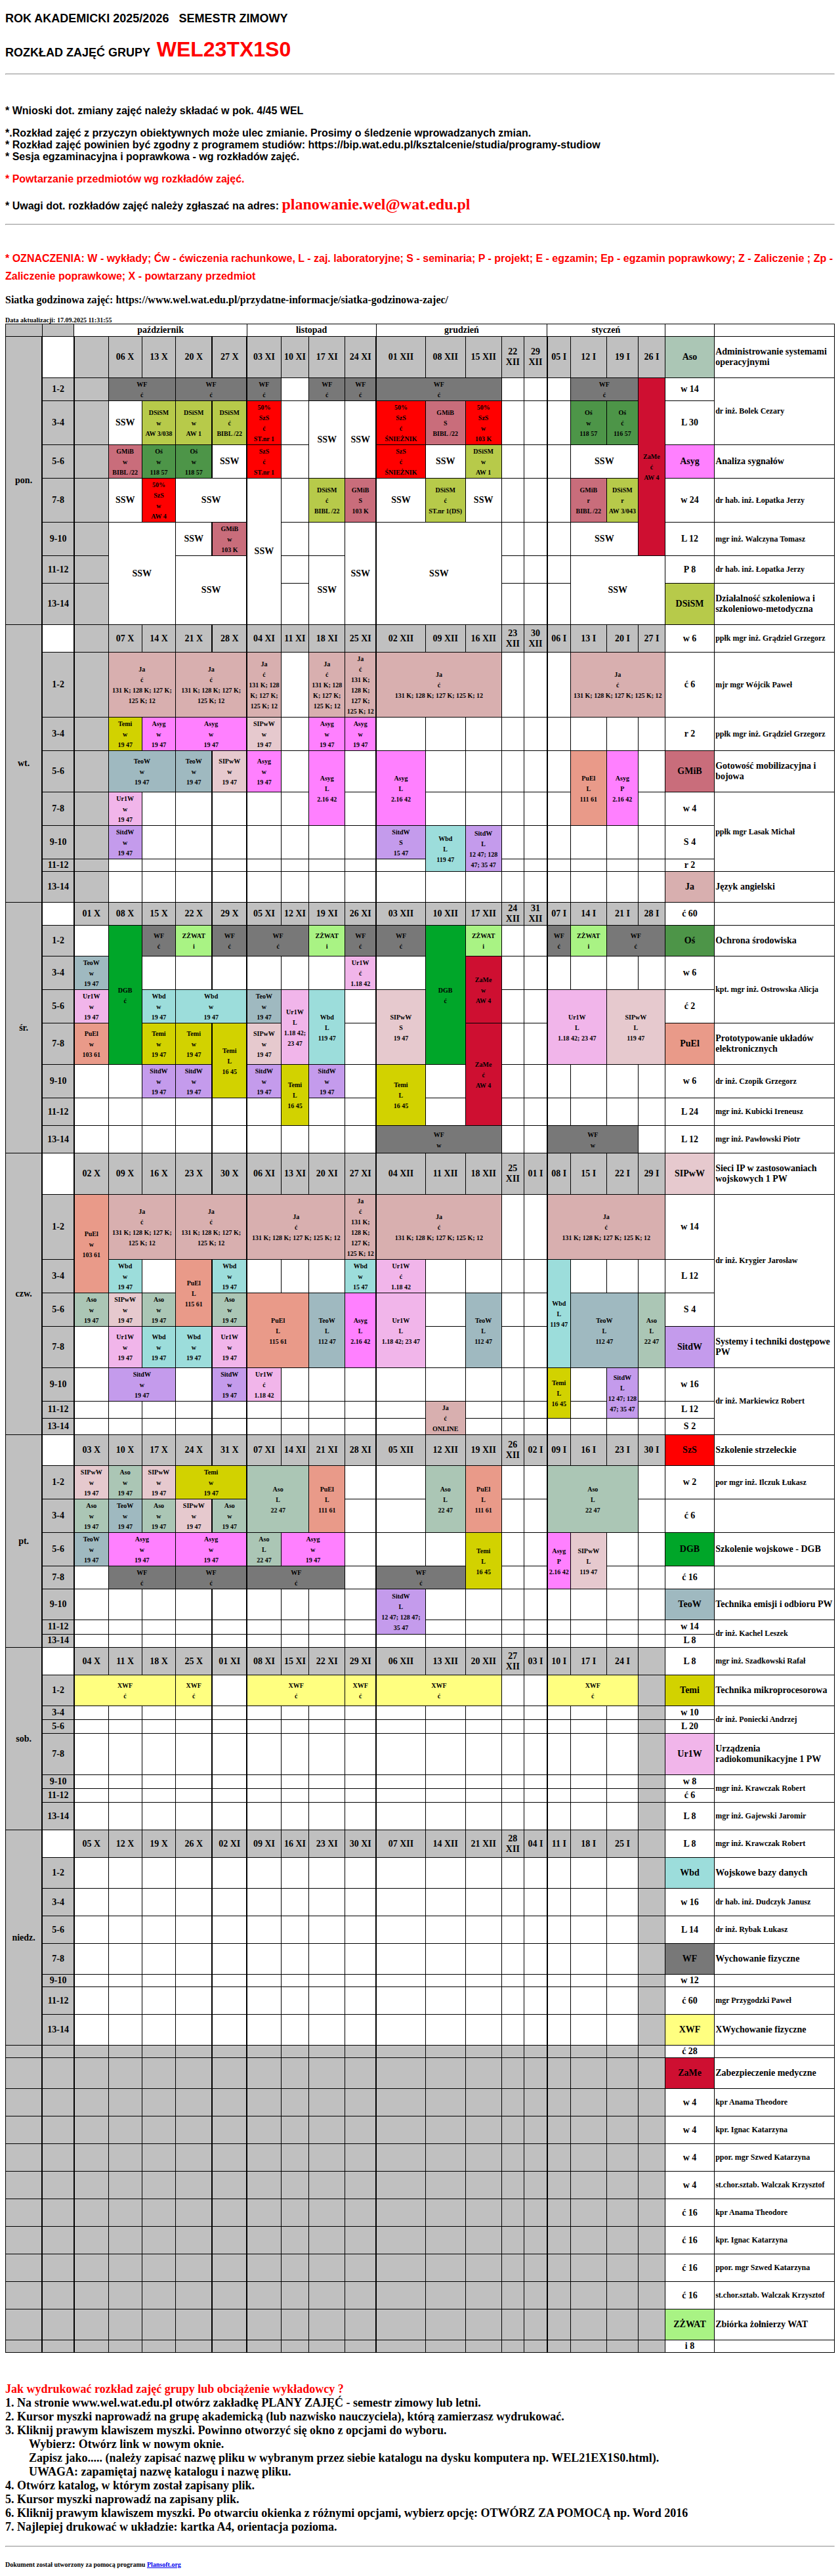 ROK AKADEMICKI 2025/2026 SEMESTR ZIMOWY
ROZKŁAD ZAJĘĆ GRUPY WEL23TX1S0
* Wnioski dot. zmiany zajęć należy składać w pok. 4/45 WEL
*.Rozkład zajęć z przyczyn obiektywnych może ulec zmianie. Prosimy o śledzenie wprowadzanych zmian.
* Rozkład zajęć powinien być zgodny z programem studiów: https://bip.wat.edu.pl/ksztalcenie/studia/programy-studiow
* Sesja egzaminacyjna i poprawkowa - wg rozkładów zajęć.
* Powtarzanie przedmiotów wg rozkładów zajęć.
* Uwagi dot. rozkładów zajęć należy zgłaszać na adres: planowanie.wel@wat.edu.pl
* OZNACZENIA: W - wykłady; Ćw - ćwiczenia rachunkowe, L - zaj. laboratoryjne; S - seminaria; P - projekt; E - egzamin; Ep - egzamin poprawkowy; Z - Zaliczenie ; Zp -
Zaliczenie poprawkowe; X - powtarzany przedmiot
Siatka godzinowa zajęć: https://www.wel.wat.edu.pl/przydatne-informacje/siatka-godzinowa-zajec/
Data aktualizacji: 17.09.2025 11:31:55
październik listopad grudzień styczeń
pon. 06 X 13 X 20 X 27 X 03 XI 10 XI 17 XI 24 XI 01 XII 08 XII 15 XII 22 XII 29 XII 05 I 12 I 19 I 26 I Aso Administrowanie systemami operacyjnymi
1-2 WF ć WF ć WF ć WF ć WF ć WF ć WF ć ZaMe ć AW 4 w 14 dr inż. Bolek Cezary
3-4 SSW DSiSM w AW 3/038 DSiSM w AW 1 DSiSM ć BIBL /22 50% SzS ć ST.nr 1 SSW SSW 50% SzS ć ŚNIEŻNIK GMiB S BIBL /22 50% SzS w 103 K Oś w 118 57 Oś ć 116 57 L 30
5-6 GMiB w BIBL /22 Oś w 118 57 Oś w 118 57 SSW SzS ć ST.nr 1 SzS ć ŚNIEŻNIK SSW DSiSM w AW 1 SSW Asyg Analiza sygnałów
7-8 SSW 50% SzS w AW 4 SSW SSW DSiSM ć BIBL /22 GMiB S 103 K SSW DSiSM ć ST.nr 1(DS) SSW GMiB r BIBL /22 DSiSM r AW 3/043 w 24 dr hab. inż. Łopatka Jerzy
9-10 SSW SSW GMiB w 103 K SSW SSW SSW L 12 mgr inż. Walczyna Tomasz
11-12 SSW SSW SSW P 8 dr hab. inż. Łopatka Jerzy
13-14 DSiSM Działalność szkoleniowa i szkoleniowo-metodyczna
wt. 07 X 14 X 21 X 28 X 04 XI 11 XI 18 XI 25 XI 02 XII 09 XII 16 XII 23 XII 30 XII 06 I 13 I 20 I 27 I w 6 ppłk mgr inż. Grądziel Grzegorz
1-2 Ja ć 131 K; 128 K; 127 K; 125 K; 12 Ja ć 131 K; 128 K; 127 K; 125 K; 12 Ja ć 131 K; 128 K; 127 K; 125 K; 12 Ja ć 131 K; 128 K; 127 K; 125 K; 12 Ja ć 131 K; 128 K; 127 K; 125 K; 12 Ja ć 131 K; 128 K; 127 K; 125 K; 12 Ja ć 131 K; 128 K; 127 K; 125 K; 12 ć 6 mjr mgr Wójcik Paweł
3-4 Temi w 19 47 Asyg w 19 47 Asyg w 19 47 SIPwW w 19 47 Asyg w 19 47 Asyg w 19 47 r 2 ppłk mgr inż. Grądziel Grzegorz
5-6 TeoW w 19 47 TeoW w 19 47 SIPwW w 19 47 Asyg w 19 47 Asyg L 2.16 42 Asyg L 2.16 42 PuEl L 111 61 Asyg P 2.16 42 GMiB Gotowość mobilizacyjna i bojowa
7-8 Ur1W w 19 47 w 4 ppłk mgr Lasak Michał
9-10 SitdW w 19 47 SitdW S 15 47 Wbd L 119 47 SitdW L 12 47; 128 47; 35 47 S 4
11-12 r 2
13-14 Ja Język angielski
śr. 01 X 08 X 15 X 22 X 29 X 05 XI 12 XI 19 XI 26 XI 03 XII 10 XII 17 XII 24 XII 31 XII 07 I 14 I 21 I 28 I ć 60
1-2 DGB ć WF ć ZŻWAT i WF ć WF ć ZŻWAT i WF ć WF ć DGB ć ZŻWAT i WF ć ZŻWAT i WF ć Oś Ochrona środowiska
3-4 TeoW w 19 47 Ur1W ć 1.18 42 ZaMe w AW 4 w 6 kpt. mgr inż. Ostrowska Alicja
5-6 Ur1W w 19 47 Wbd w 19 47 Wbd w 19 47 TeoW w 19 47 Ur1W L 1.18 42; 23 47 Wbd L 119 47 SIPwW S 19 47 Ur1W L 1.18 42; 23 47 SIPwW L 119 47 ć 2
7-8 PuEl w 103 61 Temi w 19 47 Temi w 19 47 Temi L 16 45 SIPwW w 19 47 ZaMe ć AW 4 PuEl Prototypowanie układów elektronicznych
9-10 SitdW w 19 47 SitdW w 19 47 SitdW w 19 47 Temi L 16 45 SitdW w 19 47 Temi L 16 45 w 6 dr inż. Czopik Grzegorz
11-12 L 24 mgr inż. Kubicki Ireneusz
13-14 WF w WF w L 12 mgr inż. Pawłowski Piotr
czw. 02 X 09 X 16 X 23 X 30 X 06 XI 13 XI 20 XI 27 XI 04 XII 11 XII 18 XII 25 XII 01 I 08 I 15 I 22 I 29 I SIPwW Sieci IP w zastosowaniach wojskowych 1 PW
1-2 PuEl w 103 61 Ja ć 131 K; 128 K; 127 K; 125 K; 12 Ja ć 131 K; 128 K; 127 K; 125 K; 12 Ja ć 131 K; 128 K; 127 K; 125 K; 12 Ja ć 131 K; 128 K; 127 K; 125 K; 12 Ja ć 131 K; 128 K; 127 K; 125 K; 12 Ja ć 131 K; 128 K; 127 K; 125 K; 12 w 14 dr inż. Krygier Jarosław
3-4 Wbd w 19 47 PuEl L 115 61 Wbd w 19 47 Wbd w 15 47 Ur1W ć 1.18 42 Wbd L 119 47 L 12
5-6 Aso w 19 47 SIPwW w 19 47 Aso w 19 47 Aso w 19 47 PuEl L 115 61 TeoW L 112 47 Asyg L 2.16 42 Ur1W L 1.18 42; 23 47 TeoW L 112 47 TeoW L 112 47 Aso L 22 47 S 4
7-8 Ur1W w 19 47 Wbd w 19 47 Wbd w 19 47 Ur1W w 19 47 SitdW Systemy i techniki dostępowe PW
9-10 SitdW w 19 47 SitdW w 19 47 Ur1W ć 1.18 42 Temi L 16 45 SitdW L 12 47; 128 47; 35 47 w 16 dr inż. Markiewicz Robert
11-12 Ja ć ONLINE L 12
13-14 S 2
pt. 03 X 10 X 17 X 24 X 31 X 07 XI 14 XI 21 XI 28 XI 05 XII 12 XII 19 XII 26 XII 02 I 09 I 16 I 23 I 30 I SzS Szkolenie strzeleckie
1-2 SIPwW w 19 47 Aso w 19 47 SIPwW w 19 47 Temi w 19 47 Aso L 22 47 PuEl L 111 61 Aso L 22 47 PuEl L 111 61 Aso L 22 47 w 2 por mgr inż. Ilczuk Łukasz
3-4 Aso w 19 47 TeoW w 19 47 Aso w 19 47 SIPwW w 19 47 Aso w 19 47 ć 6
5-6 TeoW w 19 47 Asyg w 19 47 Asyg w 19 47 Aso L 22 47 Asyg w 19 47 Temi L 16 45 Asyg P 2.16 42 SIPwW L 119 47 DGB Szkolenie wojskowe - DGB
7-8 WF ć WF ć WF ć WF ć ć 16
9-10 SitdW L 12 47; 128 47; 35 47 TeoW Technika emisji i odbioru PW
11-12 w 14 dr inż. Kachel Leszek
13-14 L 8
sob. 04 X 11 X 18 X 25 X 01 XI 08 XI 15 XI 22 XI 29 XI 06 XII 13 XII 20 XII 27 XII 03 I 10 I 17 I 24 I L 8 mgr inż. Szadkowski Rafał
1-2 XWF ć XWF ć XWF ć XWF ć XWF ć XWF ć Temi Technika mikroprocesorowa
3-4 w 10 dr inż. Poniecki Andrzej
5-6 L 20
7-8 Ur1W Urządzenia radiokomunikacyjne 1 PW
9-10 w 8 mgr inż. Krawczak Robert
11-12 ć 6
13-14 L 8 mgr inż. Gajewski Jaromir
niedz. 05 X 12 X 19 X 26 X 02 XI 09 XI 16 XI 23 XI 30 XI 07 XII 14 XII 21 XII 28 XII 04 I 11 I 18 I 25 I L 8 mgr inż. Krawczak Robert
1-2 Wbd Wojskowe bazy danych
3-4 w 16 dr hab. inż. Dudczyk Janusz
5-6 L 14 dr inż. Rybak Łukasz
7-8 WF Wychowanie fizyczne
9-10 w 12
11-12 ć 60 mgr Przygodzki Paweł
13-14 XWF XWychowanie fizyczne
ć 28
ZaMe Zabezpieczenie medyczne
w 4 kpr Anama Theodore
w 4 kpr. Ignac Katarzyna
w 4 ppor. mgr Szwed Katarzyna
w 4 st.chor.sztab. Walczak Krzysztof
ć 16 kpr Anama Theodore
ć 16 kpr. Ignac Katarzyna
ć 16 ppor. mgr Szwed Katarzyna
ć 16 st.chor.sztab. Walczak Krzysztof
ZŻWAT Zbiórka żołnierzy WAT
i 8
Jak wydrukować rozkład zajęć grupy lub obciążenie wykładowcy ?
1. Na stronie www.wel.wat.edu.pl otwórz zakładkę PLANY ZAJĘĆ - semestr zimowy lub letni.
2. Kursor myszki naprowadź na grupę akademicką (lub nazwisko nauczyciela), którą zamierzasz wydrukować.
3. Kliknij prawym klawiszem myszki. Powinno otworzyć się okno z opcjami do wyboru.
Wybierz: Otwórz link w nowym oknie.
Zapisz jako..... (należy zapisać nazwę pliku w wybranym przez siebie katalogu na dysku komputera np. WEL21EX1S0.html).
UWAGA: zapamiętaj nazwę katalogu i nazwę pliku.
4. Otwórz katalog, w którym został zapisany plik.
5. Kursor myszki naprowadź na zapisany plik.
6. Kliknij prawym klawiszem myszki. Po otwarciu okienka z różnymi opcjami, wybierz opcję: OTWÓRZ ZA POMOCĄ np. Word 2016
7. Najlepiej drukować w układzie: kartka A4, orientacja pozioma.
Dokument został utworzony za pomocą programu Plansoft.org